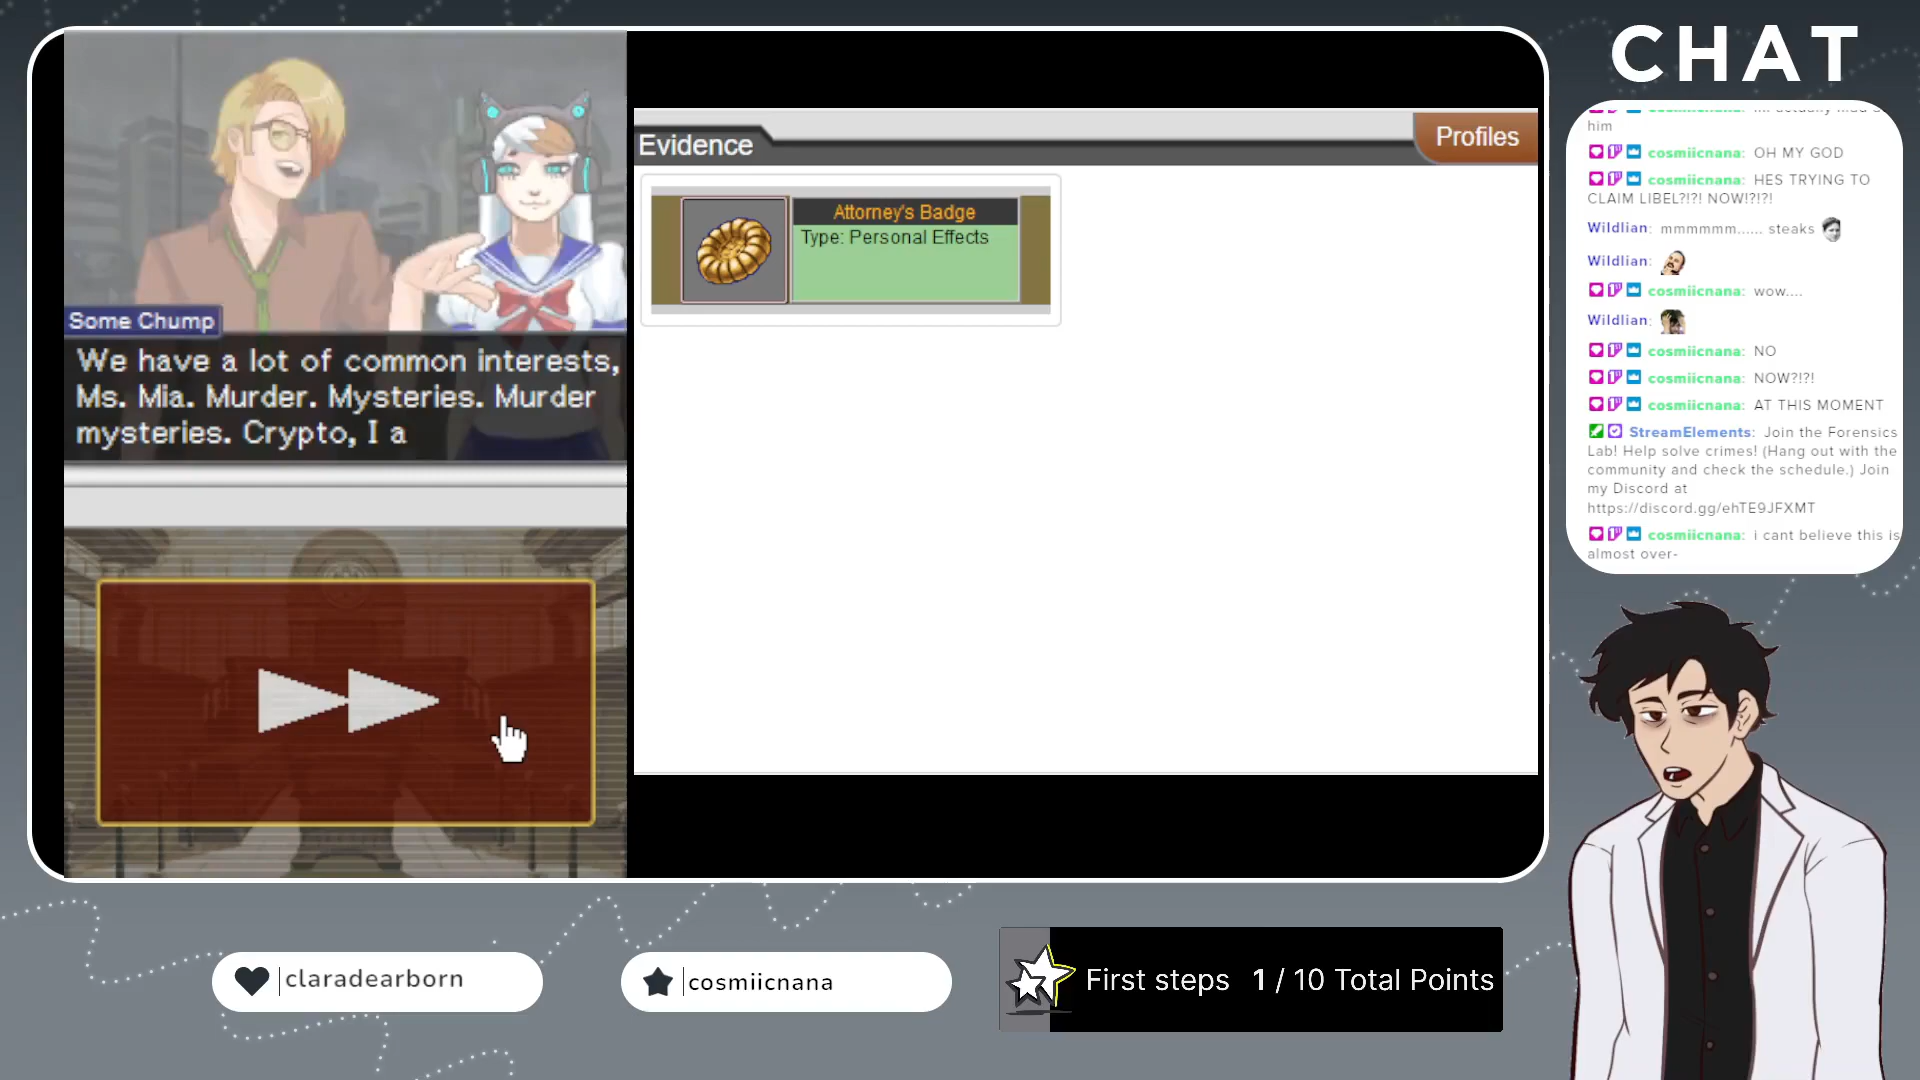 CHAT
Evidence
Profiles
Attorney's Badge
Type: Personal Effects
Some Chump
We have a lot of common interests,
Ms. Mia. Murder. Mysteries. Murder
mysteries. Crypto, I a
him
cosmiicnana: OH MY GOD
cosmiicnana: HES TRYING TO
CLAIM LIBEL?!?! NOW!?!?!
Wildlian: mmmmmm...... steaks
Wildlian:
cosmiicnana: wow....
Wildlian:
cosmiicnana: NO
cosmiicnana: NOW?!?!
cosmiicnana: AT THIS MOMENT
StreamElements: Join the Forensics
Lab! Help solve crimes! (Hang out with the
community and check the schedule.) Join
my Discord at
https://discord.gg/ehTE9JFXMT
cosmiicnana: i cant believe this is
almost over-
claradearborn
cosmiicnana
First steps 1 / 10 Total Points